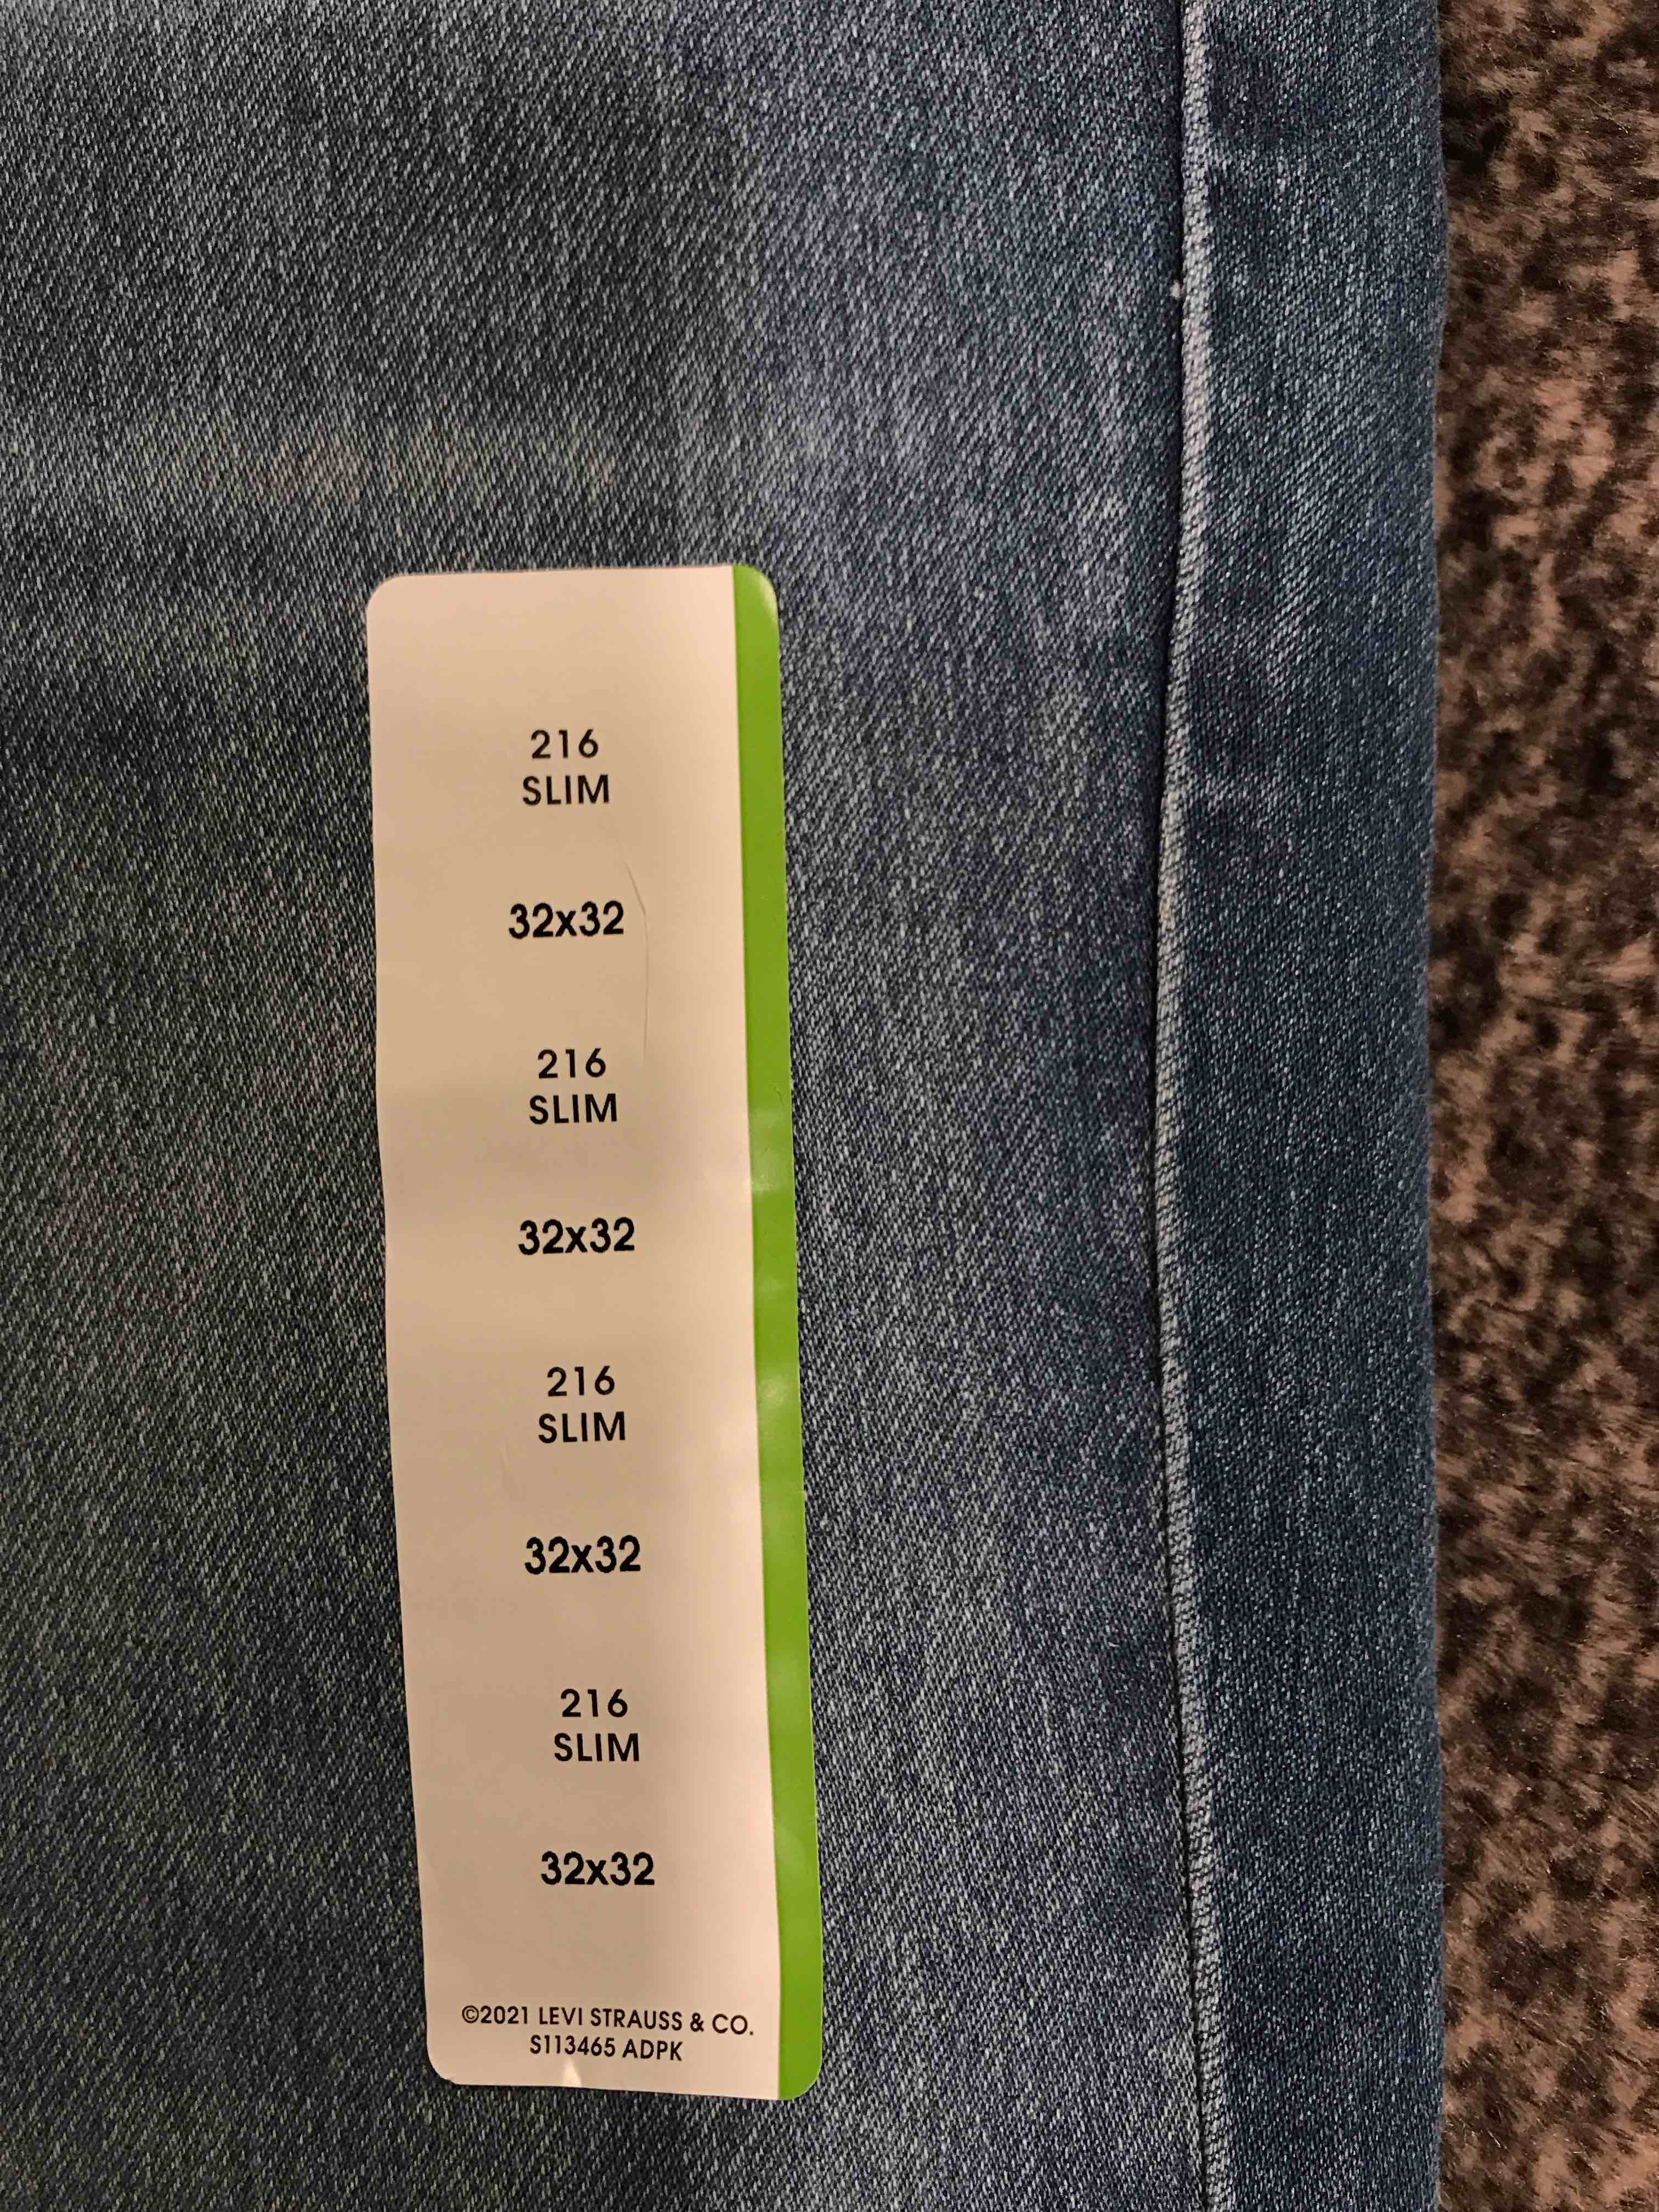 216
SLIM
32x32
216
SLIM
32x32
216
SLIM
32x32
216
SLIM
32x32
©2021 LEVI STRAUSS & CO.
S113465 ADPK